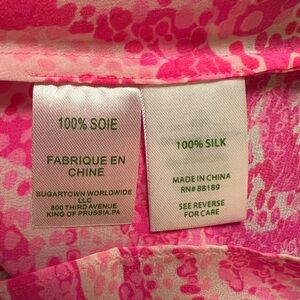 100% SOIE
FABRIQUE EN
CHINE
SUGARTOWN WORLDWIDE
LLC
800 THIRD AVENUE
KING OF PRUSSIA.PA
100% SILK
MADE IN CHINA
RN# 88189
SEE REVERSE
FOR CARE